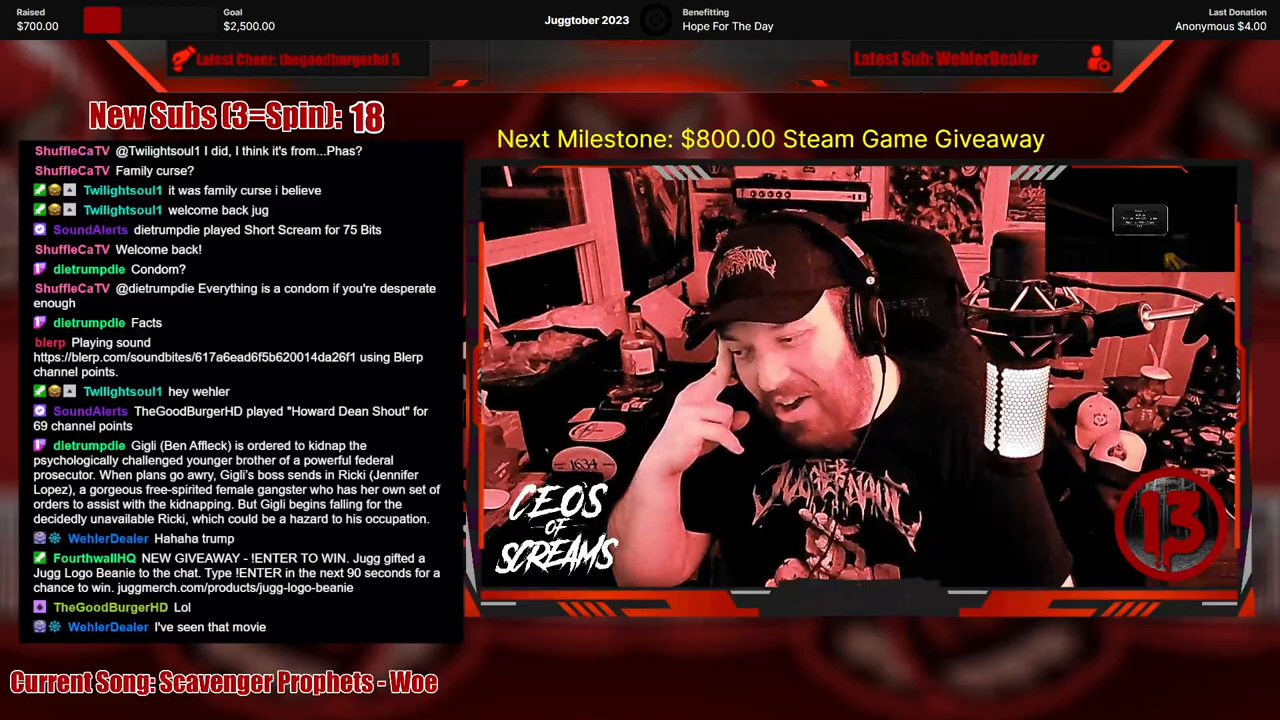 Raised
$700.00
Goal
$2,500.00
Juggtober 2023
Benefitting
Hope For The Day
Last Donation
Anonymous $4.00
Latest Cheer: thegoodburgerhd 5
Latest Sub: WehlerDealer
New Subs (3=Spin): 18
Next Milestone: $800.00 Steam Game Giveaway
ShuffleCaTV @Twilightsoul1 I did, I think it's from...Phas?
ShuffleCaTV Family curse?
Twilightsoul1 it was family curse i believe
Twilightsoul1 welcome back jug
SoundAlerts dietrumpdie played Short Scream for 75 Bits
ShuffleCaTV Welcome back!
dietrumpdie Condom?
ShuffleCaTV @dietrumpdie Everything is a condom if you're desperate
enough
dietrumpdie Facts
blerp Playing sound
https://blerp.com/soundbites/617a6ead6f5b620014da26f1 using Blerp
channel points.
Twilightsoul1 hey wehler
SoundAlerts TheGoodBurgerHD played "Howard Dean Shout" for
69 channel points
dietrumpdie Gigli (Ben Affleck) is ordered to kidnap the
psychologically challenged younger brother of a powerful federal
prosecutor. When plans go awry, Gigli's boss sends in Ricki (Jennifer
Lopez), a gorgeous free-spirited female gangster who has her own set of
orders to assist with the kidnapping. But Gigli begins falling for the
decidedly unavailable Ricki, which could be a hazard to his occupation.
WehlerDealer Hahaha trump
FourthwallHQ NEW GIVEAWAY - !ENTER TO WIN. Jugg gifted a
Jugg Logo Beanie to the chat. Type !ENTER in the next 90 seconds for a
chance to win. juggmerch.com/products/jugg-logo-beanie
TheGoodBurgerHD Lol
WehlerDealer I've seen that movie
1634
CEO'S
OF
SCREAMS
13
Current Song: Scavenger Prophets - Woe